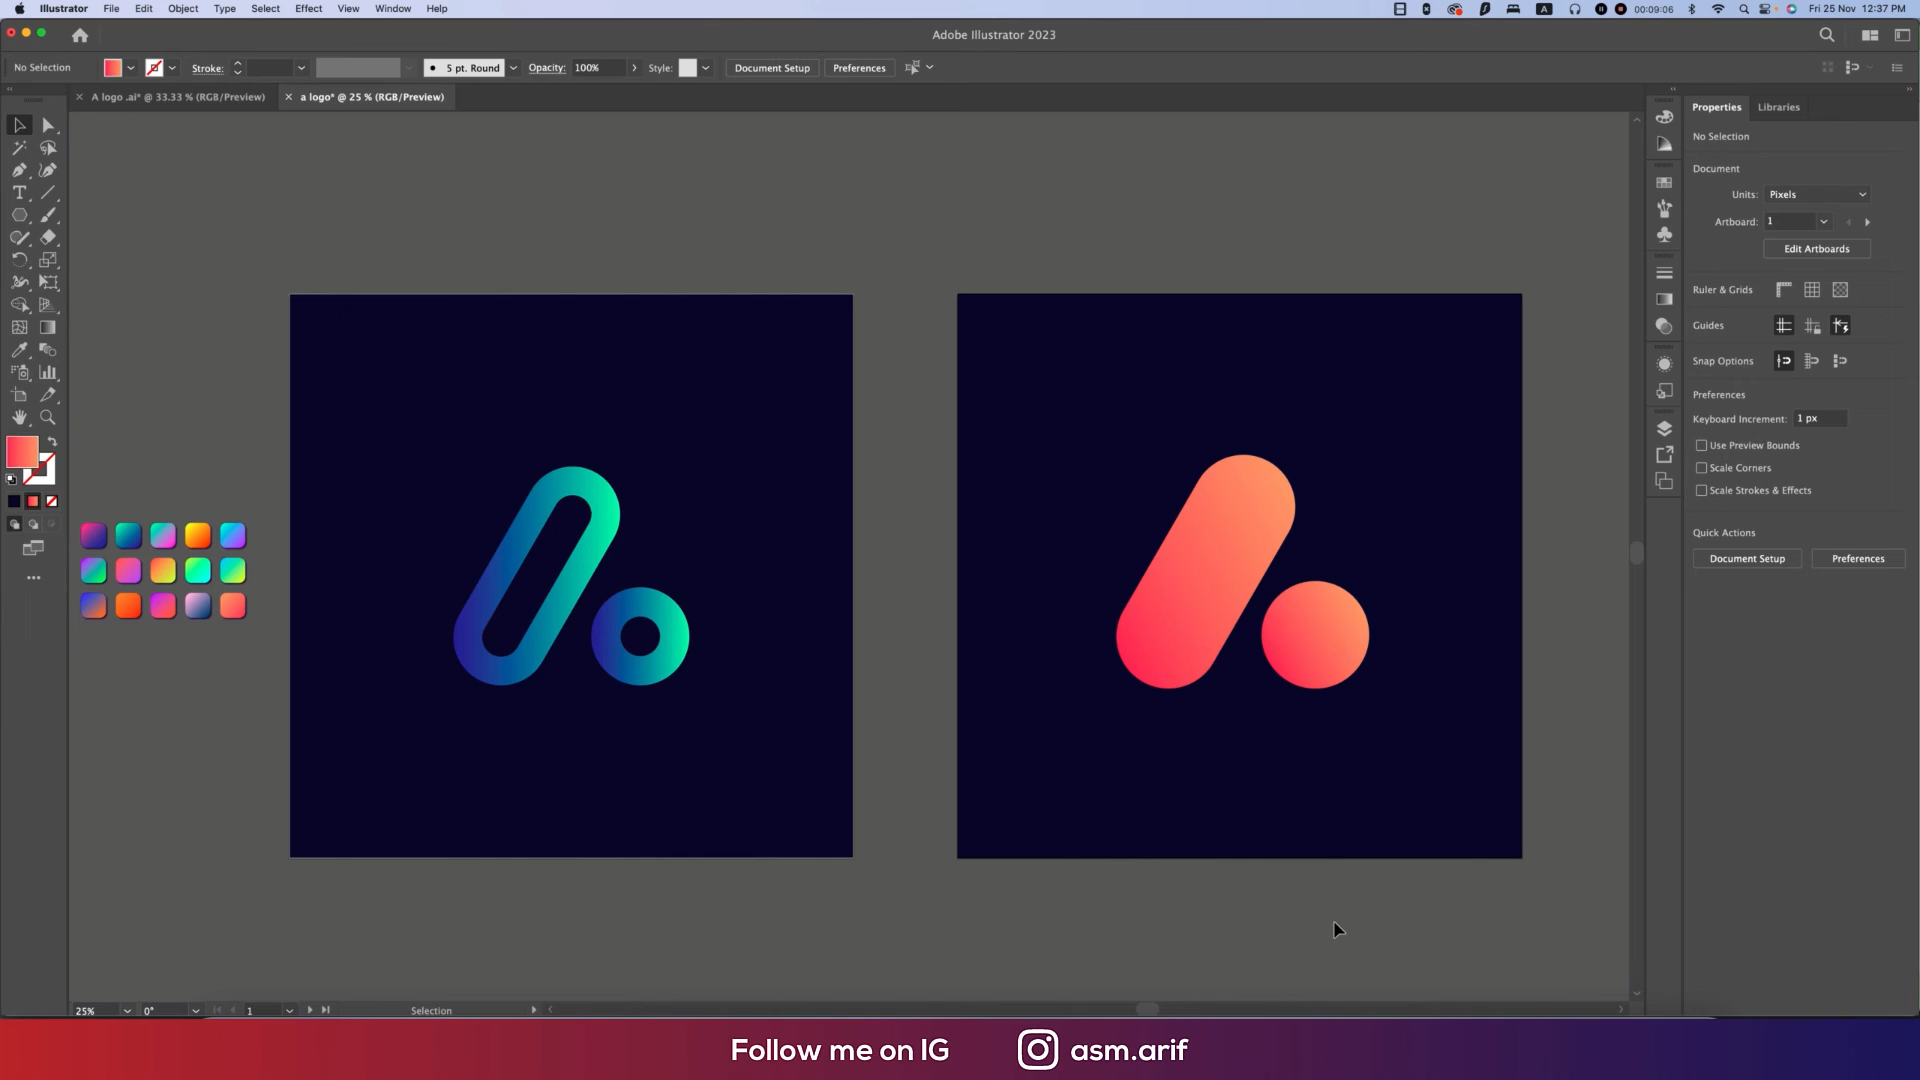 Illustrator File Edit Object Type Select Effect View Window Help
A 00:09:06 Fri 25 Nov 12:37 PM
Adobe Illustrator 2023
No Selection Stroke: 5 pt. Round Opacity: 100% Style: Document Setup Preferences
A logo .ai* @ 33.33 % (RGB/Preview) a logo* @ 25 % (RGB/Preview)
Properties Libraries
No Selection
Document
Units: Pixels
Artboard: 1
Edit Artboards
Ruler & Grids
Guides
Snap Options
Preferences
Keyboard Increment: 1 px
Use Preview Bounds
Scale Corners
Scale Strokes & Effects
Quick Actions
Document Setup Preferences
25% 0° 1 Selection
Follow me on IG asm.arif